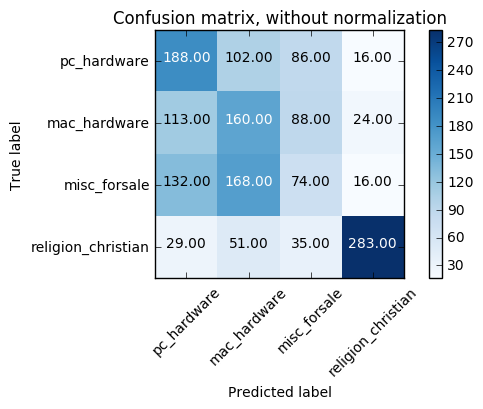 Confusion matrix, without normalization
pc_hardware 188.00 102.00 86.00 16.00
mac_hardware 113.00 160.00 88.00 24.00
misc_forsale 132.00 168.00 74.00 16.00
religion_christian 29.00 51.00 35.00 283.00
True label
pc_hardware
mac_hardware
misc_forsale
religion_christian
Predicted label
270
240
210
180
150
120
90
60
30